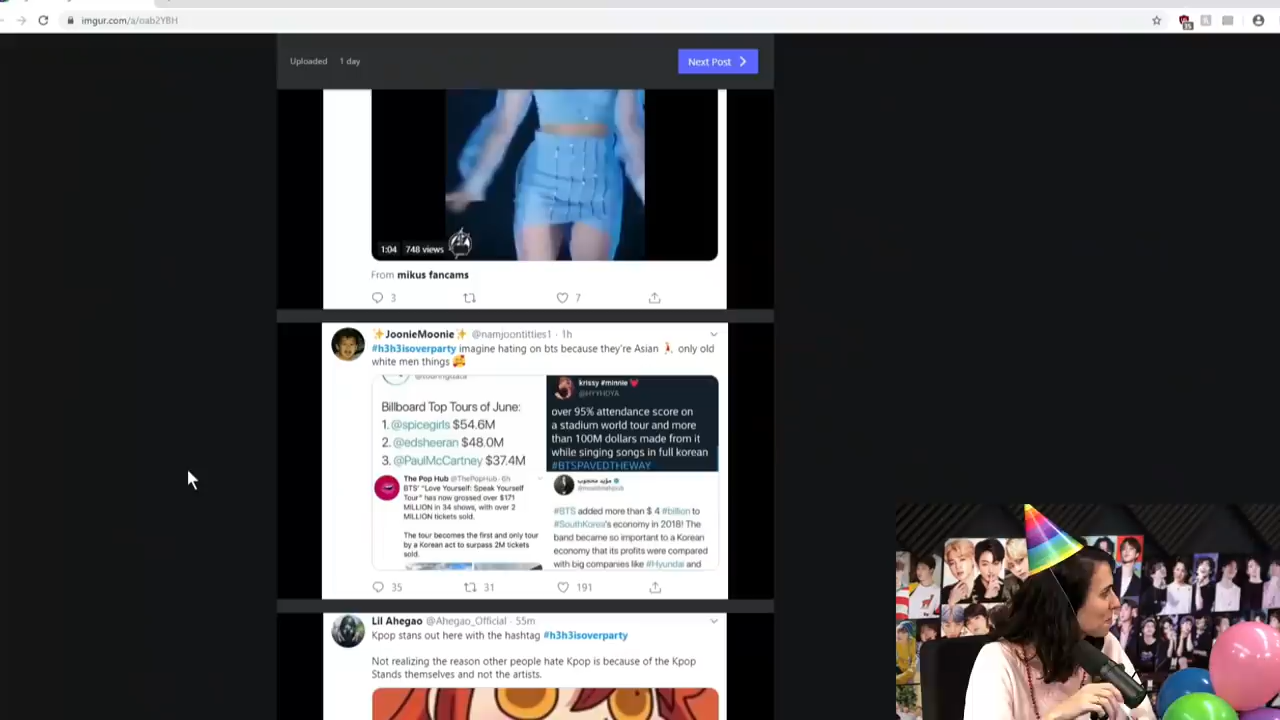 imgur.com/a/oab2YBH
Uploaded 1 day
Next Post
1:04 748 views
From mikus fancams
3 7
✨JoonieMoonie✨ @namjoontitties1 · 1h
#h3h3isoverparty imagine hating on bts because they're Asian 💃 only old
white men things 🥰
Billboard Top Tours of June:
1. @spicegirls $54.6M
2. @edsheeran $48.0M
3. @PaulMcCartney $37.4M
krissy #minnie
@HYYHOYA
over 95% attendance score on
a stadium world tour and more
than 100M dollars made from it
while singing songs in full korean
#BTSPAVEDTHEWAY
The Pop Hub @ThePopHub · 6h
BTS' "Love Yourself: Speak Yourself
Tour" has now grossed over $171
MILLION in 34 shows, with over 2
MILLION tickets sold.
The tour becomes the first and only tour
by a Korean act to surpass 2M tickets
sold.
#BTS added more than $ 4 #billion to
#SouthKorea's economy in 2018! The
band became so important to a Korean
economy that its profits were compared
with big companies like #Hyundai and
35 31 191
Lil Ahegao @Ahegao_Official · 55m
Kpop stans out here with the hashtag #h3h3isoverparty
Not realizing the reason other people hate Kpop is because of the Kpop
Stands themselves and not the artists.